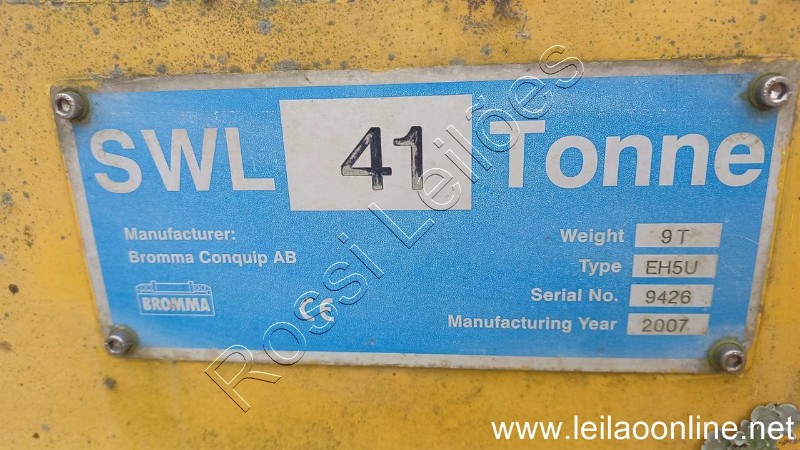 SWL 41 Tonne
Manufacturer:
Bromma Conquip AB
BROMMA
CE
Weight 9 T
Type EH5U
Serial No. 9426
Manufacturing Year 2007
Rossi Leilões
www.leilaoonline.net